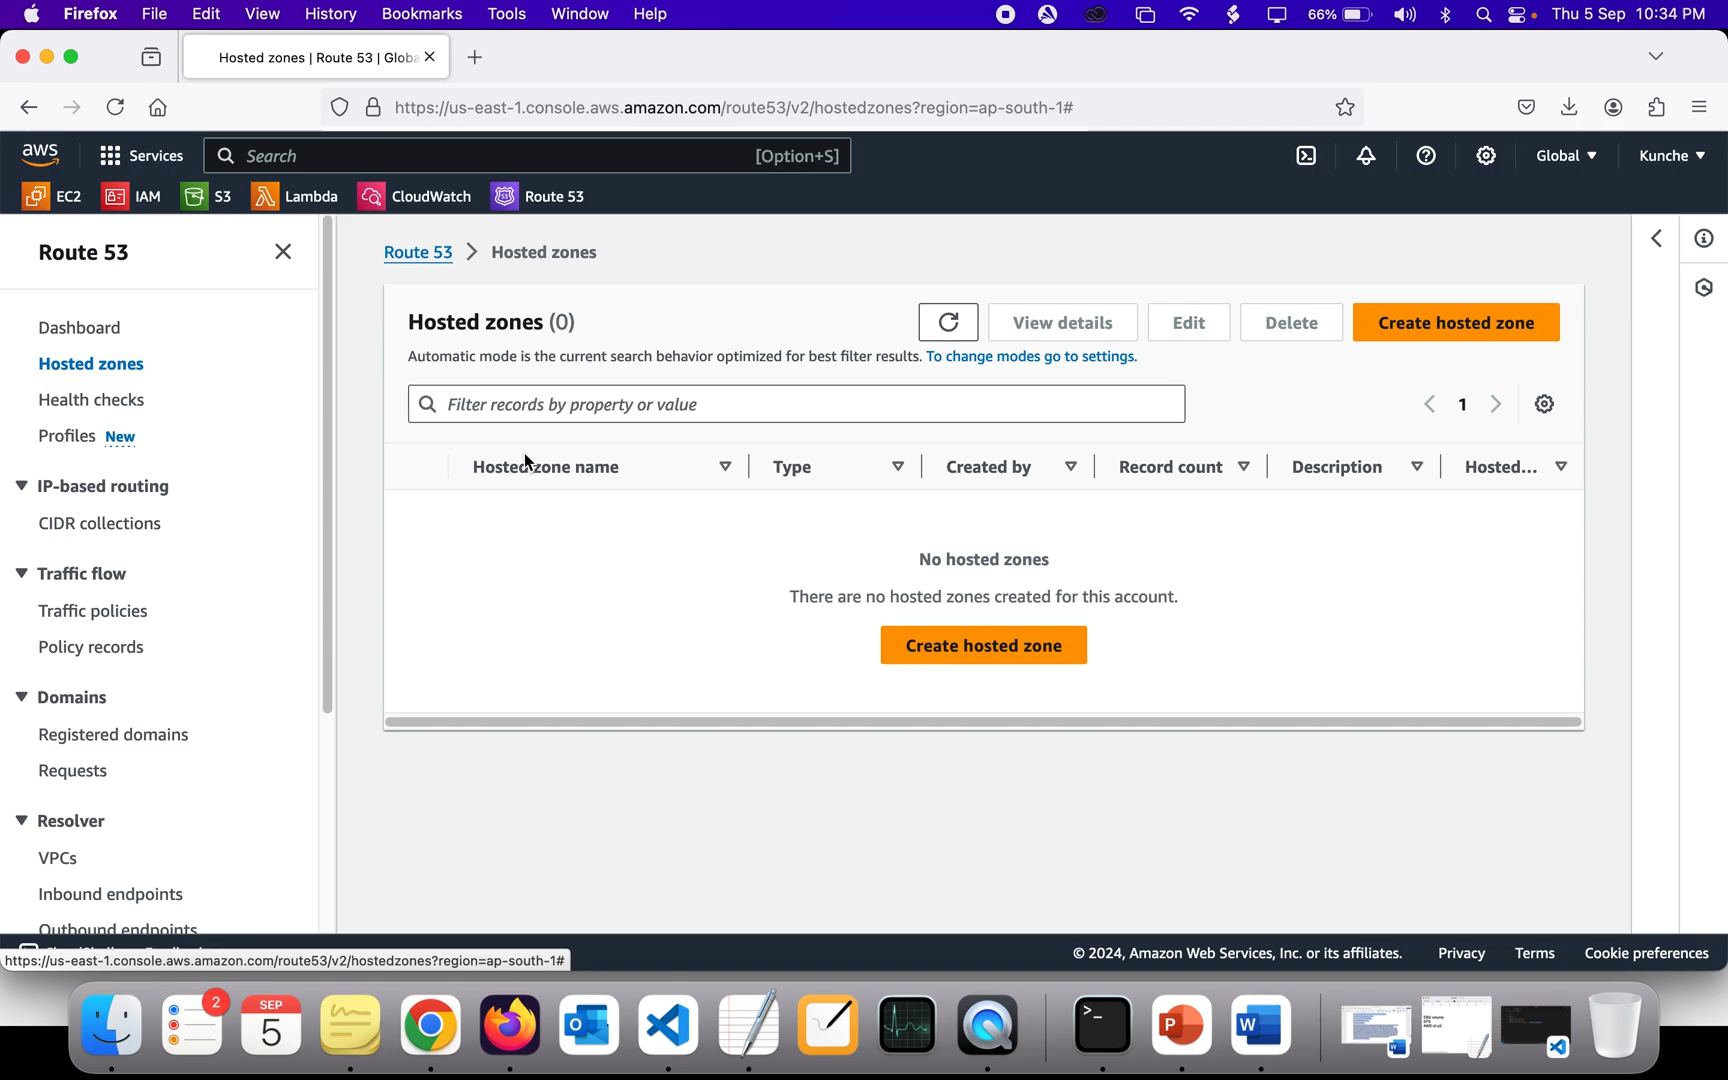 Firefox File Edit View History Bookmarks Tools Window Help 66% Thu 5 Sep 10:34 PM
Hosted zones | Route 53 | Globa
https://us-east-1.console.aws.amazon.com/route53/v2/hostedzones?region=ap-south-1#
aws Services Search [Option+S] Global Kunche
EC2 IAM S3 Lambda CloudWatch Route 53
Route 53
Dashboard
Hosted zones
Health checks
Profiles New
IP-based routing
CIDR collections
Traffic flow
Traffic policies
Policy records
Domains
Registered domains
Requests
Resolver
VPCs
Inbound endpoints
Outbound endpoints
Route 53 > Hosted zones
Hosted zones (0) View details Edit Delete Create hosted zone
Automatic mode is the current search behavior optimized for best filter results. To change modes go to settings.
Filter records by property or value 1
Hosted zone name Type Created by Record count Description Hosted...
No hosted zones
There are no hosted zones created for this account.
Create hosted zone
© 2024, Amazon Web Services, Inc. or its affiliates. Privacy Terms Cookie preferences
https://us-east-1.console.aws.amazon.com/route53/v2/hostedzones?region=ap-south-1#
2
SEP
5